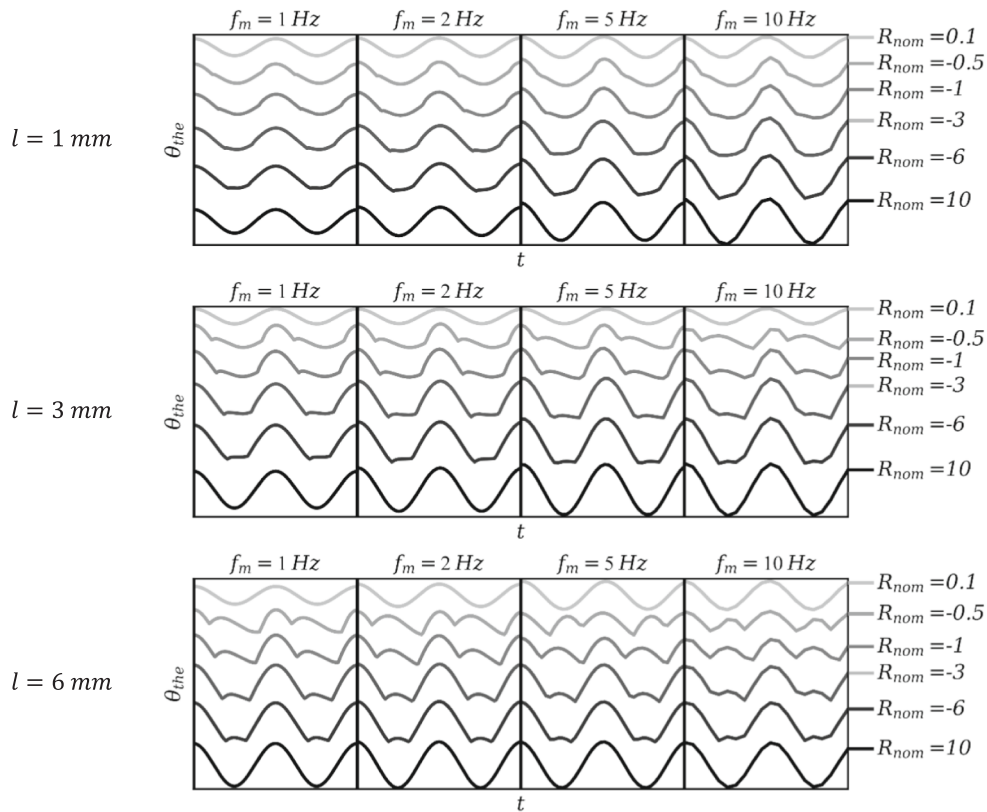 f_m = 1 Hz f_m = 2 Hz f_m = 5 Hz f_m = 10 Hz
R_nom =0.1
R_nom =-0.5
R_nom =-1
l = 1 mm
θ_the
R_nom =-3
R_nom =-6
R_nom =10
t
f_m = 1 Hz f_m = 2 Hz f_m = 5 Hz f_m = 10 Hz
R_nom =0.1
R_nom =-0.5
R_nom =-1
l = 3 mm
θ_the
R_nom =-3
R_nom =-6
R_nom =10
t
f_m = 1 Hz f_m = 2 Hz f_m = 5 Hz f_m = 10 Hz
R_nom =0.1
R_nom =-0.5
R_nom =-1
l = 6 mm
θ_the
R_nom =-3
R_nom =-6
R_nom =10
t